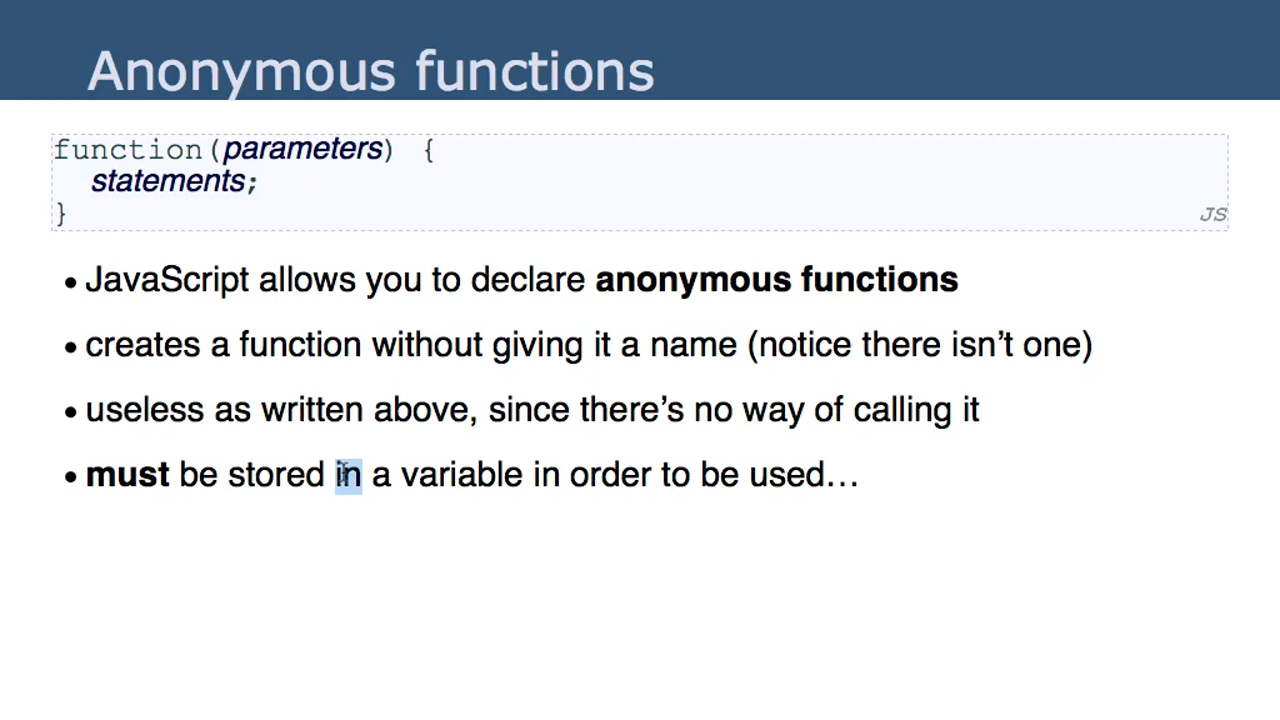 Anonymous functions
function(parameters) {
statements;
}
JS
• JavaScript allows you to declare anonymous functions
• creates a function without giving it a name (notice there isn’t one)
• useless as written above, since there’s no way of calling it
• must be stored in a variable in order to be used…